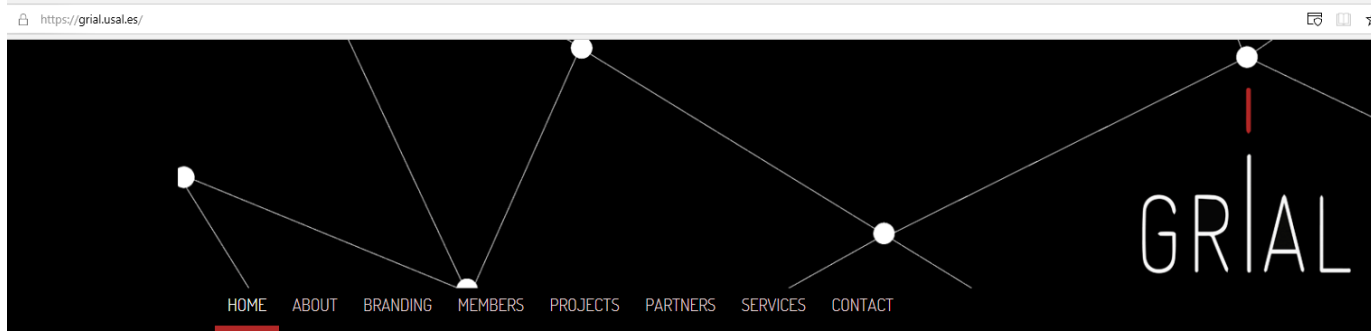 https://grial.usal.es/
GRIAL
HOME ABOUT BRANDING MEMBERS PROJECTS PARTNERS SERVICES CONTACT